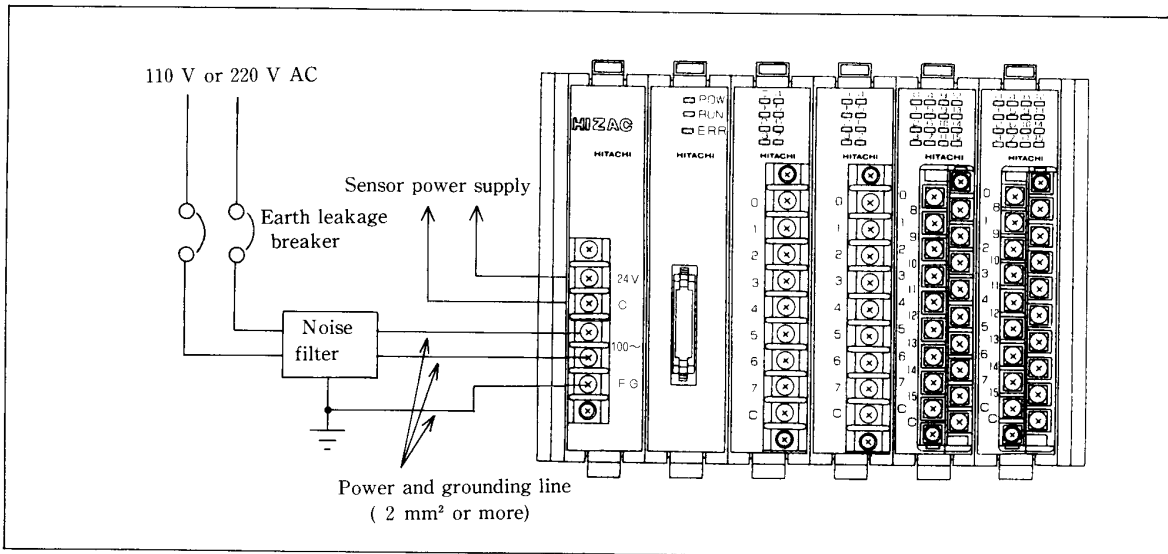 110 V or 220 V AC
Earth leakage
breaker
Sensor power supply
Noise
filter
Power and grounding line
( 2 mm² or more)
HIZAC
HITACHI
24V
C
100~
FG
POW
RUN
ERR
HITACHI
HITACHI
0
1
2
3
4
5
6
7
C
HITACHI
0
1
2
3
4
5
6
7
C
HITACHI
0
8
1
9
2
10
3
11
4
12
5
13
6
14
7
15
C
C
HITACHI
0
8
1
9
2
10
3
11
4
12
5
13
6
14
7
15
C
C